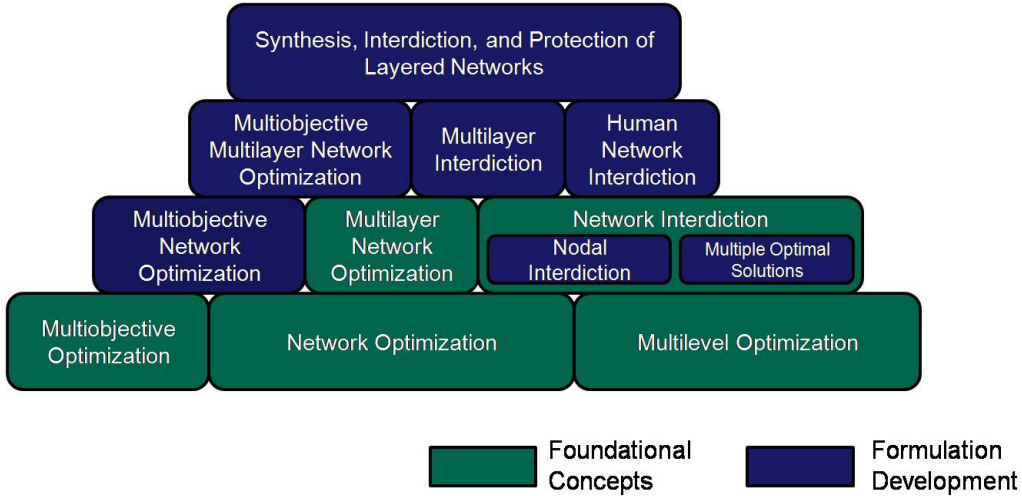 Synthesis, Interdiction, and Protection of
Layered Networks
Multiobjective
Multilayer Network
Optimization
Multilayer
Interdiction
Human
Network
Interdiction
Multiobjective
Network
Optimization
Multilayer
Network
Optimization
Network Interdiction
Nodal
Interdiction
Multiple Optimal
Solutions
Multiobjective
Optimization
Network Optimization
Multilevel Optimization
Foundational
Concepts
Formulation
Development